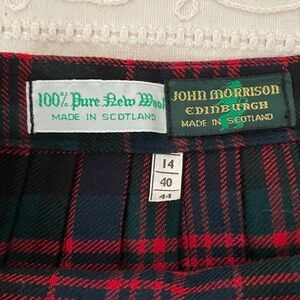 100% Pure New Wool
MADE IN SCOTLAND
JOHN MORRISON
EDINBURGH
MADE IN SCOTLAND
14
40
44